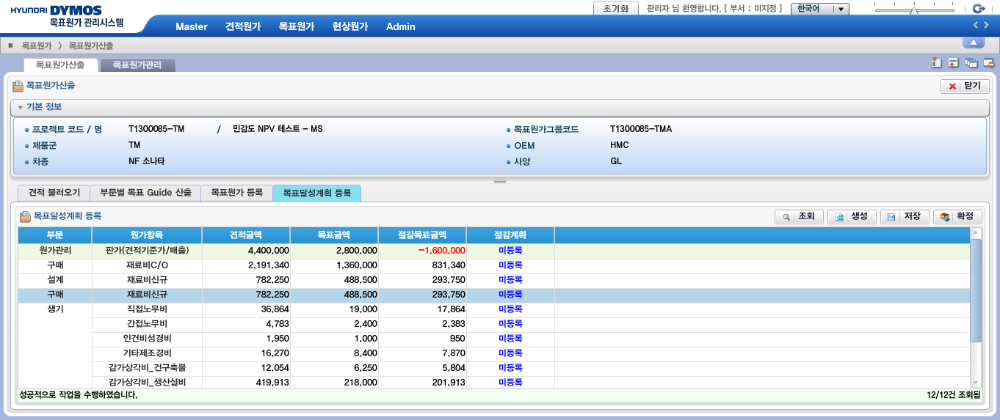 HYUNDAI DYMOS
목표원가 관리시스템
초기화 관리자 님 환영합니다. [ 부서 : 미지정 ] 한국어
Master 견적원가 목표원가 현상원가 Admin
목표원가 〉 목표원가산출
목표원가산출 목표원가관리
목표원가산출 닫기
기본 정보
프로젝트 코드 / 명 T1300085-TM / 민감도 NPV 테스트 - MS 목표원가그룹코드 T1300085-TMA
제품군 TM OEM HMC
차종 NF 소나타 사양 GL
견적 불러오기 부문별 목표 Guide 산출 목표원가 등록 목표달성계획 등록
목표달성계획 등록 조회 생성 저장 확정
부문 원가항목 견적금액 목표금액 절감목표금액 절감계획
원가관리 판가(견적기준가/매출) 4,400,000 2,800,000 -1,600,000 미등록
구매 재료비C/O 2,191,340 1,360,000 831,340 미등록
설계 재료비신규 782,250 488,500 293,750 미등록
구매 재료비신규 782,250 488,500 293,750 미등록
생기 직접노무비 36,864 19,000 17,864 미등록
간접노무비 4,783 2,400 2,383 미등록
인건비성경비 1,950 1,000 950 미등록
기타제조경비 16,270 8,400 7,870 미등록
감가상각비_건구축물 12,054 6,250 5,804 미등록
감가상각비_생산설비 419,913 218,000 201,913 미등록
성공적으로 작업을 수행하였습니다. 12/12건 조회됨